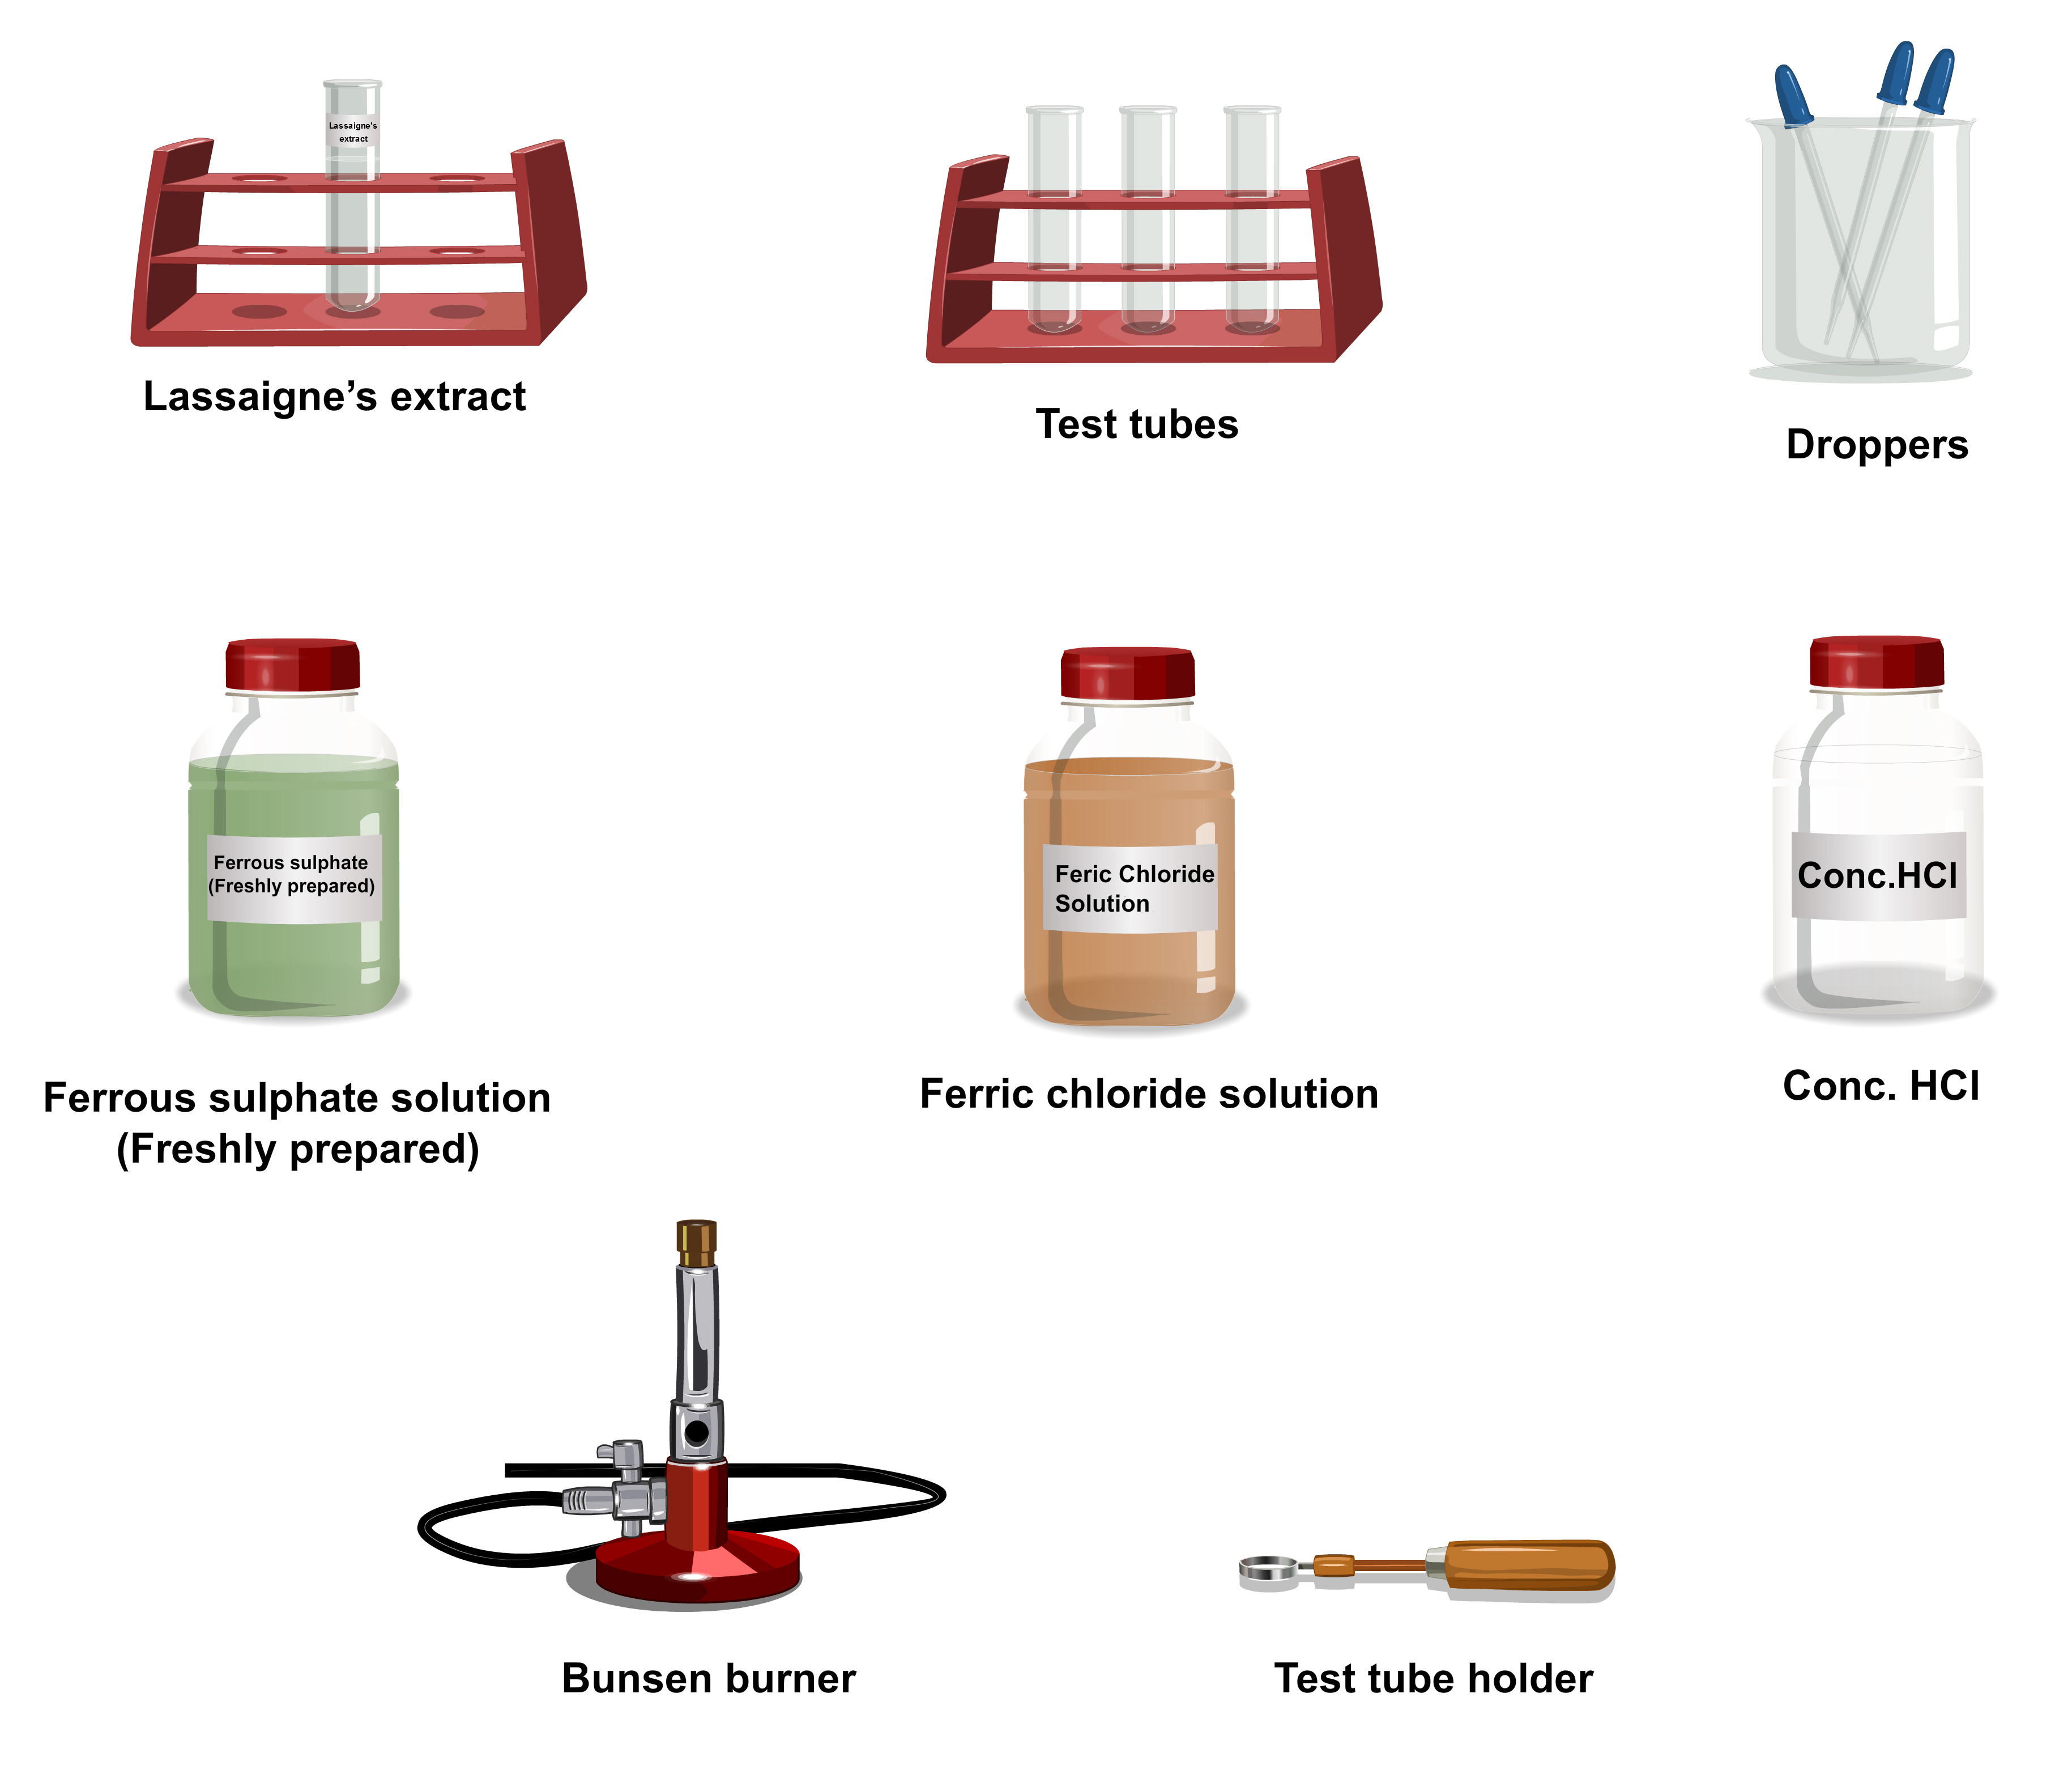 Lassaigne's
extract
Lassaigne’s extract
Test tubes
Droppers
Ferrous sulphate
(Freshly prepared)
Feric Chloride
Solution
Conc.HCl
Ferrous sulphate solution
(Freshly prepared)
Ferric chloride solution
Conc. HCl
Bunsen burner
Test tube holder